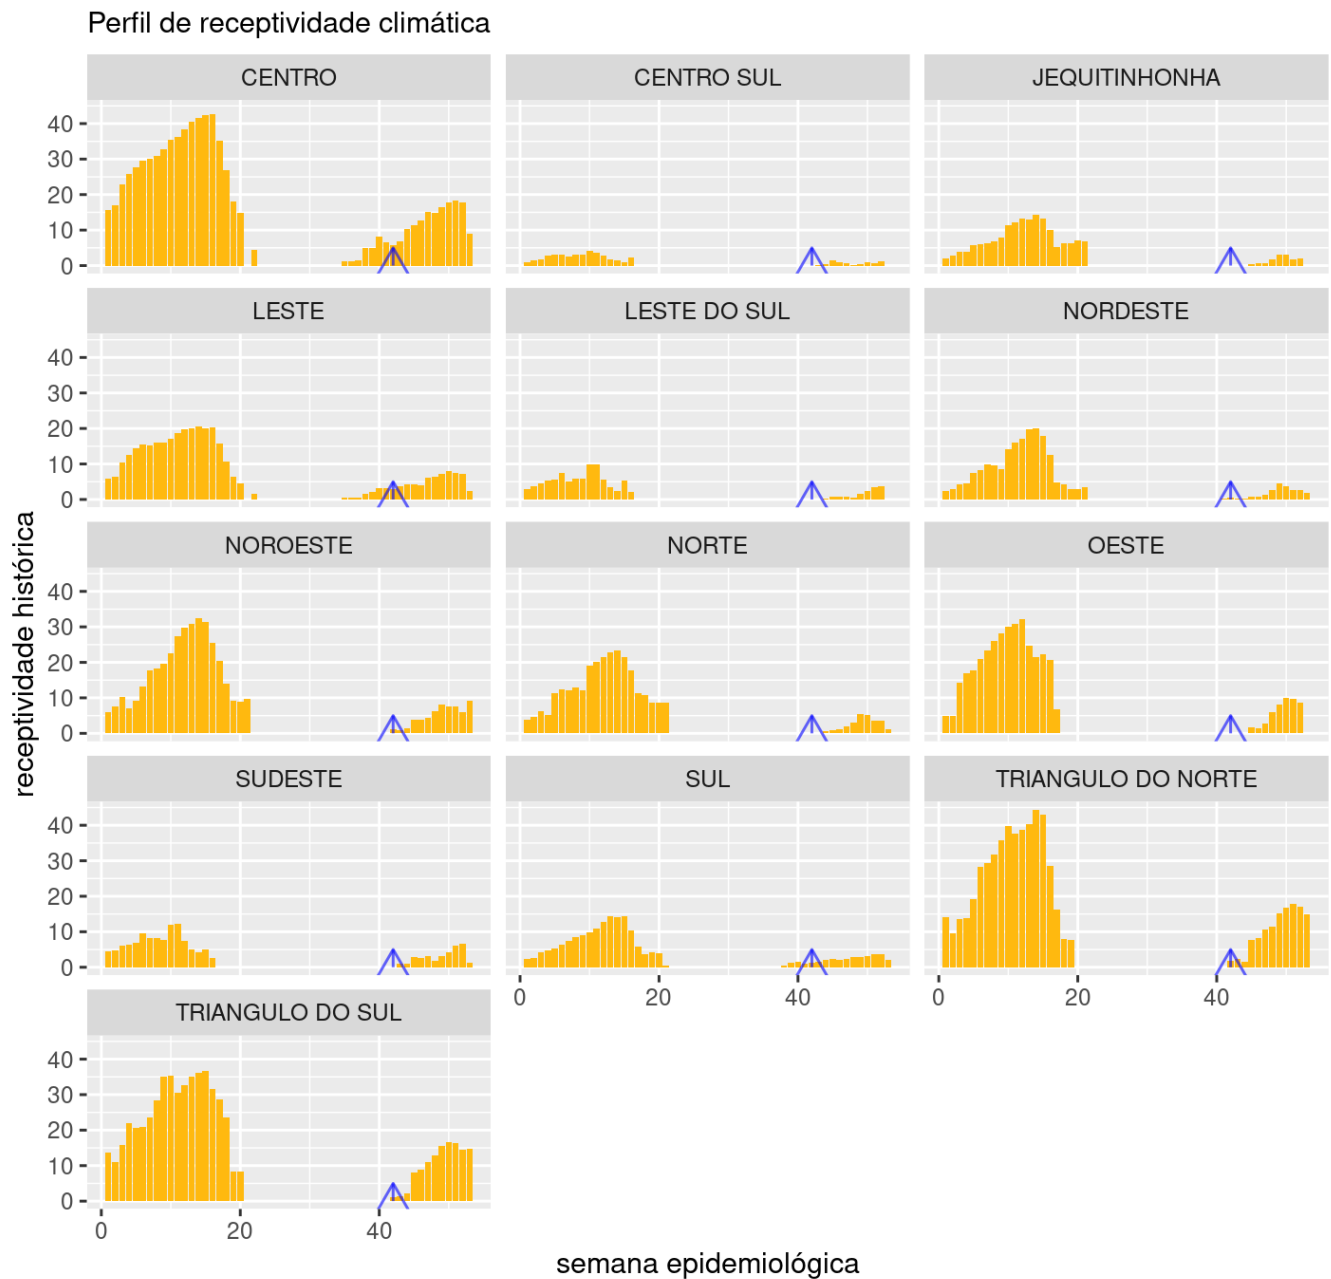 Perfil de receptividade climática
CENTRO
CENTRO SUL
JEQUITINHONHA
40
30
20
10
0
LESTE
LESTE DO SUL
NORDESTE
40
30
20
10
0
NOROESTE
NORTE
OESTE
40
30
20
10
0
receptividade histórica
SUDESTE
SUL
TRIANGULO DO NORTE
40
30
20
10
0
0 20 40
0 20 40
TRIANGULO DO SUL
40
30
20
10
0
0 20 40
semana epidemiológica